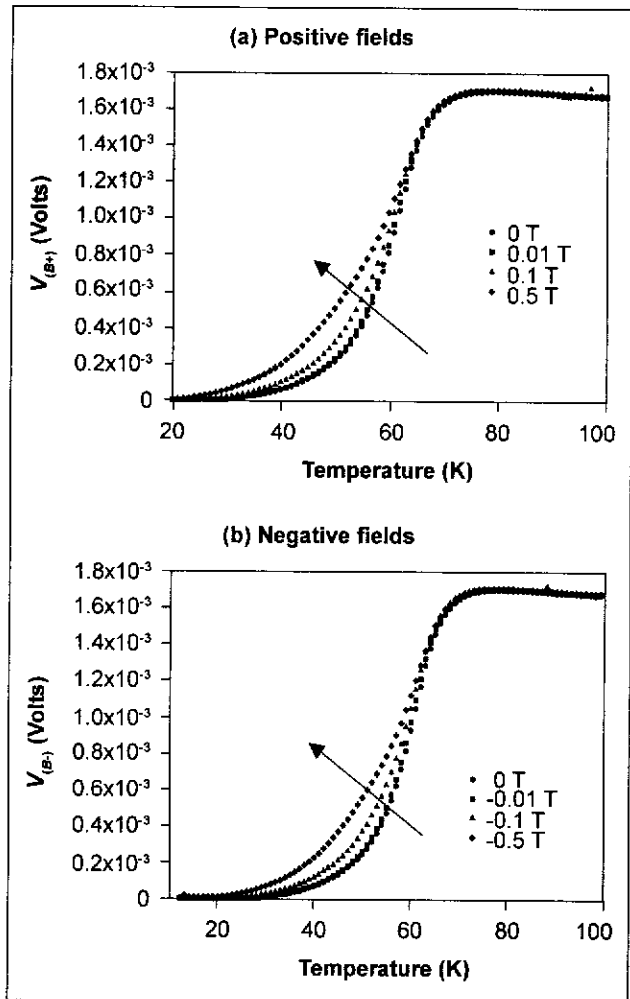 (a) Positive fields
1.8x10⁻³
1.6x10⁻³
1.4x10⁻³
1.2x10⁻³
1.0x10⁻³
0.8x10⁻³
0.6x10⁻³
0.4x10⁻³
0.2x10⁻³
0
V(B+) (Volts)
0 T
0.01 T
0.1 T
0.5 T
20 40 60 80 100
Temperature (K)
(b) Negative fields
1.8x10⁻³
1.6x10⁻³
1.4x10⁻³
1.2x10⁻³
1.0x10⁻³
0.8x10⁻³
0.6x10⁻³
0.4x10⁻³
0.2x10⁻³
0
V(B-) (Volts)
0 T
-0.01 T
-0.1 T
-0.5 T
20 40 60 80 100
Temperature (K)